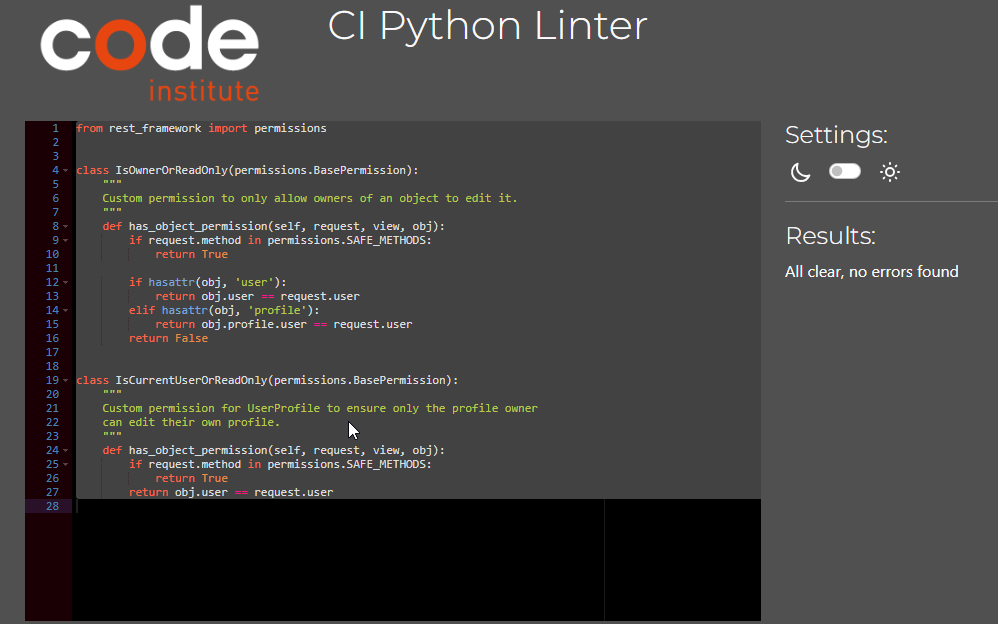 code
institute
CI Python Linter
1 from rest_framework import permissions
2
3
4 class IsOwnerOrReadOnly(permissions.BasePermission):
5     """
6     Custom permission to only allow owners of an object to edit it.
7     """
8     def has_object_permission(self, request, view, obj):
9         if request.method in permissions.SAFE_METHODS:
10             return True
11
12         if hasattr(obj, 'user'):
13             return obj.user == request.user
14         elif hasattr(obj, 'profile'):
15             return obj.profile.user == request.user
16         return False
17
18
19 class IsCurrentUserOrReadOnly(permissions.BasePermission):
20     """
21     Custom permission for UserProfile to ensure only the profile owner
22     can edit their own profile.
23     """
24     def has_object_permission(self, request, view, obj):
25         if request.method in permissions.SAFE_METHODS:
26             return True
27         return obj.user == request.user
28
Settings:
Results:
All clear, no errors found